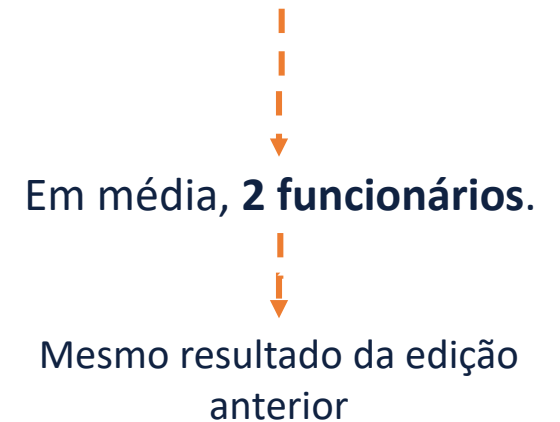 Em média, 2 funcionários.
Mesmo resultado da edição
anterior